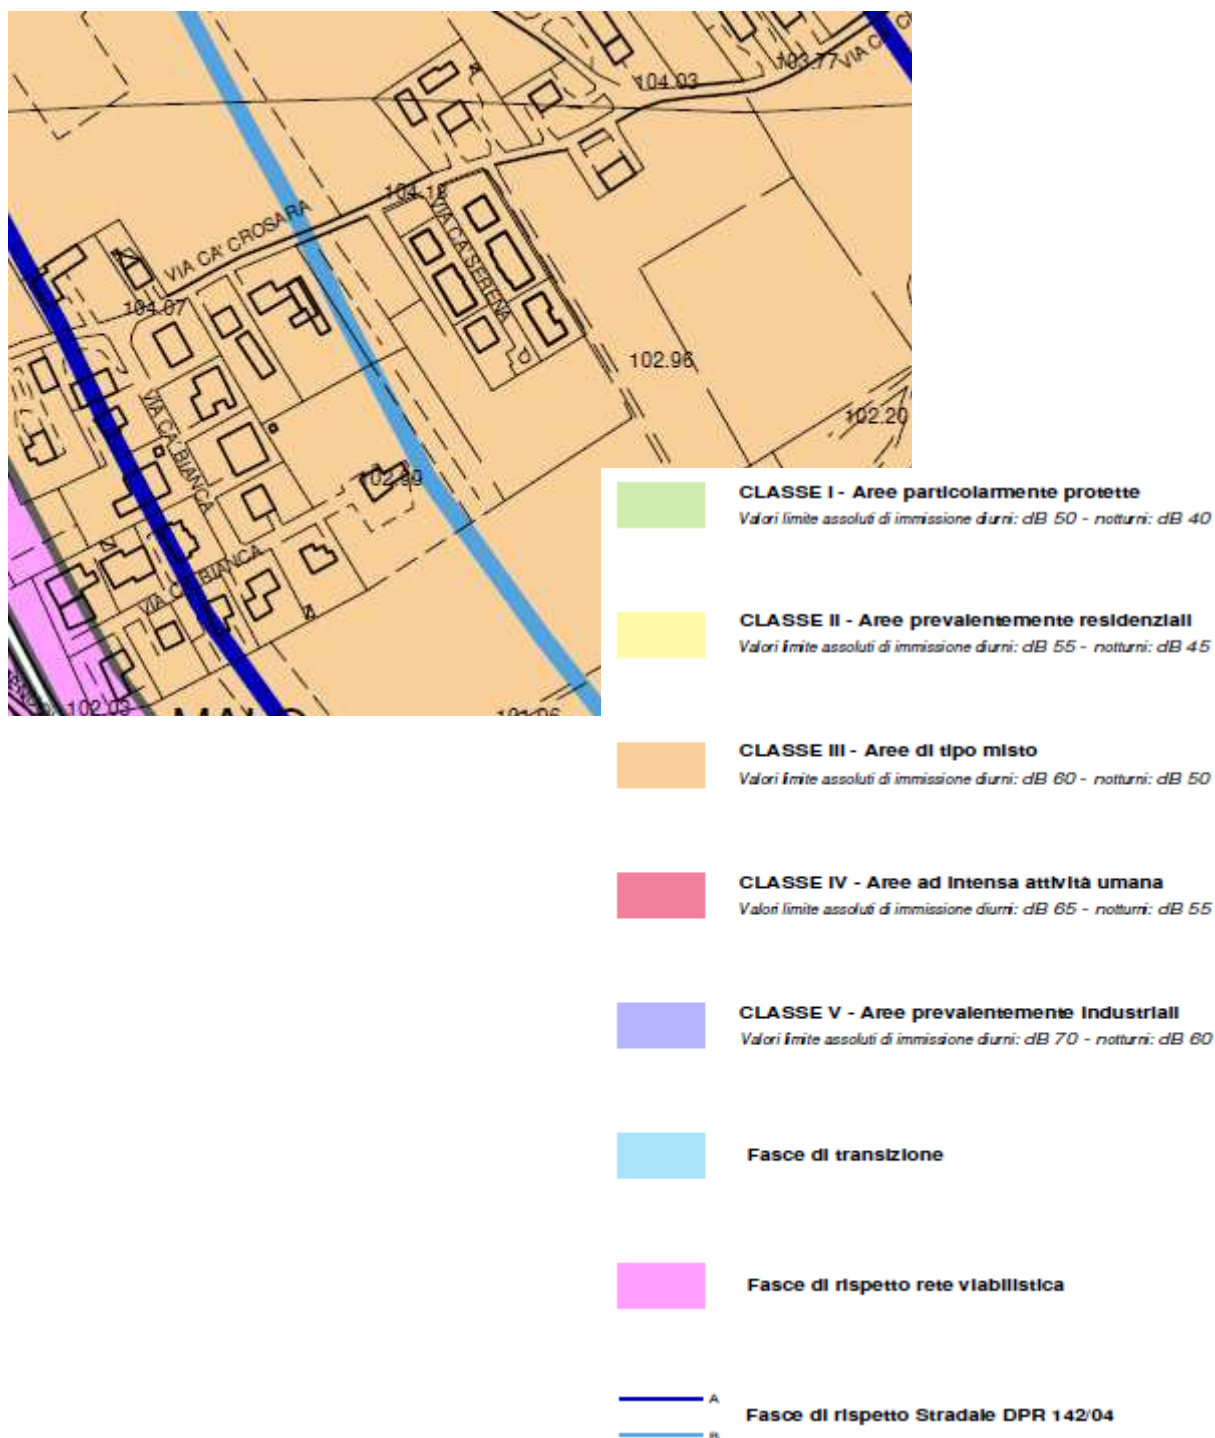 104.03
103.77
VIA CA' C
104.18
VIA CA' CROSARA
VIA CA' SERENA
104.07
102.96
102.20
VIA CA' BIANCA
102.99
VIA CA' BIANCA
102.03
CLASSE I - Aree particolarmente protette
Valori limite assoluti di immissione diurni: dB 50 - notturni: dB 40
CLASSE II - Aree prevalentemente residenziali
Valori limite assoluti di immissione diurni: dB 55 - notturni: dB 45
CLASSE III - Aree di tipo misto
Valori limite assoluti di immissione diurni: dB 60 - notturni: dB 50
CLASSE IV - Aree ad intensa attività umana
Valori limite assoluti di immissione diurni: dB 65 - notturni: dB 55
CLASSE V - Aree prevalentemente industriali
Valori limite assoluti di immissione diurni: dB 70 - notturni: dB 60
Fasce di transizione
Fasce di rispetto rete viabilistica
A
Fasce di rispetto Stradale DPR 142/04
B